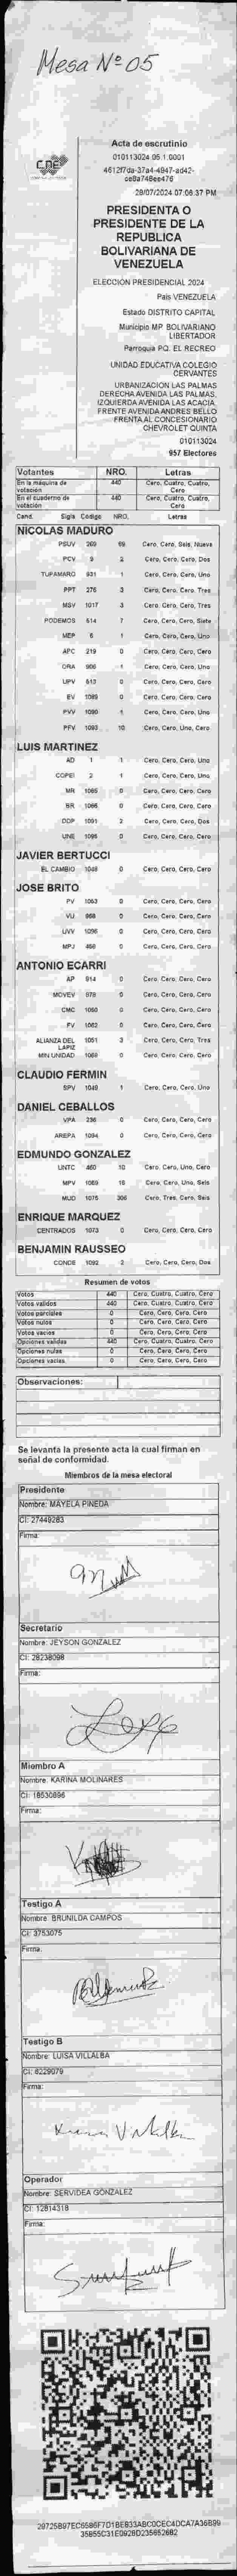 Mesa Nº 05
CNE
Acta de escrutinio
010113024.05.1.0001
28/07/2024 07:06:37 PM
PRESIDENTA O
PRESIDENTE DE LA
REPUBLICA
BOLIVARIANA DE
VENEZUELA
ELECCIÓN PRESIDENCIAL 2024
País VENEZUELA
Estado DISTRITO CAPITAL
Municipio MP. BOLIVARIANO
LIBERTADOR
Parroquia PQ. EL RECREO
UNIDAD EDUCATIVA COLEGIO
CERVANTES
URBANIZACION LAS PALMAS
DERECHA AVENIDA LAS PALMAS.
IZQUIERDA AVENIDA LAS ACACIA.
FRENTE AVENIDA ANDRES BELLO
FRENTE AL CONCESIONARIO
CHEVROLET QUINTA
010113024
957 Electores
Votantes NRO. Letras
En la máquina de votación 440 Cero, Cuatro, Cuatro, Cero
En el cuaderno de votación 440 Cero, Cuatro, Cuatro, Cero
Cand. Sigla Código NRO. Letras
NICOLAS MADURO
PSUV 269 69 Cero, Cero, Seis, Nueve
PCV 9 2 Cero, Cero, Cero, Dos
TUPAMARO 931 1 Cero, Cero, Cero, Uno
PPT 276 3 Cero, Cero, Cero, Tres
MSV 1017 3 Cero, Cero, Cero, Tres
PODEMOS 514 7 Cero, Cero, Cero, Siete
MEP 6 1 Cero, Cero, Cero, Uno
APC 219 0 Cero, Cero, Cero, Cero
ORA 906 1 Cero, Cero, Cero, Uno
UPV 513 0 Cero, Cero, Cero, Cero
EV 1089 0 Cero, Cero, Cero, Cero
PVV 1090 1 Cero, Cero, Cero, Uno
PFV 1093 10 Cero, Cero, Uno, Cero
LUIS MARTINEZ
AD 1 1 Cero, Cero, Cero, Uno
COPEI 2 1 Cero, Cero, Cero, Uno
MR 1065 0 Cero, Cero, Cero, Cero
BR 1066 0 Cero, Cero, Cero, Cero
DDP 1091 2 Cero, Cero, Cero, Dos
UNE 1095 0 Cero, Cero, Cero, Cero
JAVIER BERTUCCI
EL CAMBIO 1048 0 Cero, Cero, Cero, Cero
JOSE BRITO
PV 1063 0 Cero, Cero, Cero, Cero
VU 968 0 Cero, Cero, Cero, Cero
UVV 1096 0 Cero, Cero, Cero, Cero
MPJ 468 0 Cero, Cero, Cero, Cero
ANTONIO ECARRI
AP 914 0 Cero, Cero, Cero, Cero
MOVEV 978 0 Cero, Cero, Cero, Cero
CMC 1060 0 Cero, Cero, Cero, Cero
FV 1062 0 Cero, Cero, Cero, Cero
ALIANZA DEL LAPIZ 1051 3 Cero, Cero, Cero, Tres
MIN UNIDAD 1068 0 Cero, Cero, Cero, Cero
CLAUDIO FERMIN
SPV 1049 1 Cero, Cero, Cero, Uno
DANIEL CEBALLOS
VPA 236 0 Cero, Cero, Cero, Cero
AREPA 1094 0 Cero, Cero, Cero, Cero
EDMUNDO GONZALEZ
UNTC 460 10 Cero, Cero, Uno, Cero
MPV 1069 16 Cero, Cero, Uno, Seis
MUD 1075 306 Cero, Tres, Cero, Seis
ENRIQUE MARQUEZ
CENTRADOS 1073 0 Cero, Cero, Cero, Cero
BENJAMIN RAUSSEO
CONDE 1092 2 Cero, Cero, Cero, Dos
Resumen de votos
Votos 440 Cero, Cuatro, Cuatro, Cero
Votos validos 440 Cero, Cuatro, Cuatro, Cero
Votos parciales 0 Cero, Cero, Cero, Cero
Votos nulos 0 Cero, Cero, Cero, Cero
Votos vacios 0 Cero, Cero, Cero, Cero
Opciones validas 440 Cero, Cuatro, Cuatro, Cero
Opciones nulas 0 Cero, Cero, Cero, Cero
Opciones vacias 0 Cero, Cero, Cero, Cero
Observaciones:
Se levanta la presente acta la cual firman en
señal de conformidad.
Miembros de la mesa electoral
Presidente
Nombre: MAYELA PINEDA
CI: 27449283
Firma:
Secretario
Nombre: JEYSON GONZALEZ
CI: 28238098
Firma:
Miembro A
Nombre: KARINA MOLINARES
CI: 18530896
Firma:
Testigo A
Nombre: BRUNILDA CAMPOS
CI: 3753075
Firma:
Testigo B
Nombre: LUISA VILLALBA
CI: 6229079
Firma:
Operador
Nombre: SERVIDEA GONZALEZ
CI: 12814318
Firma: